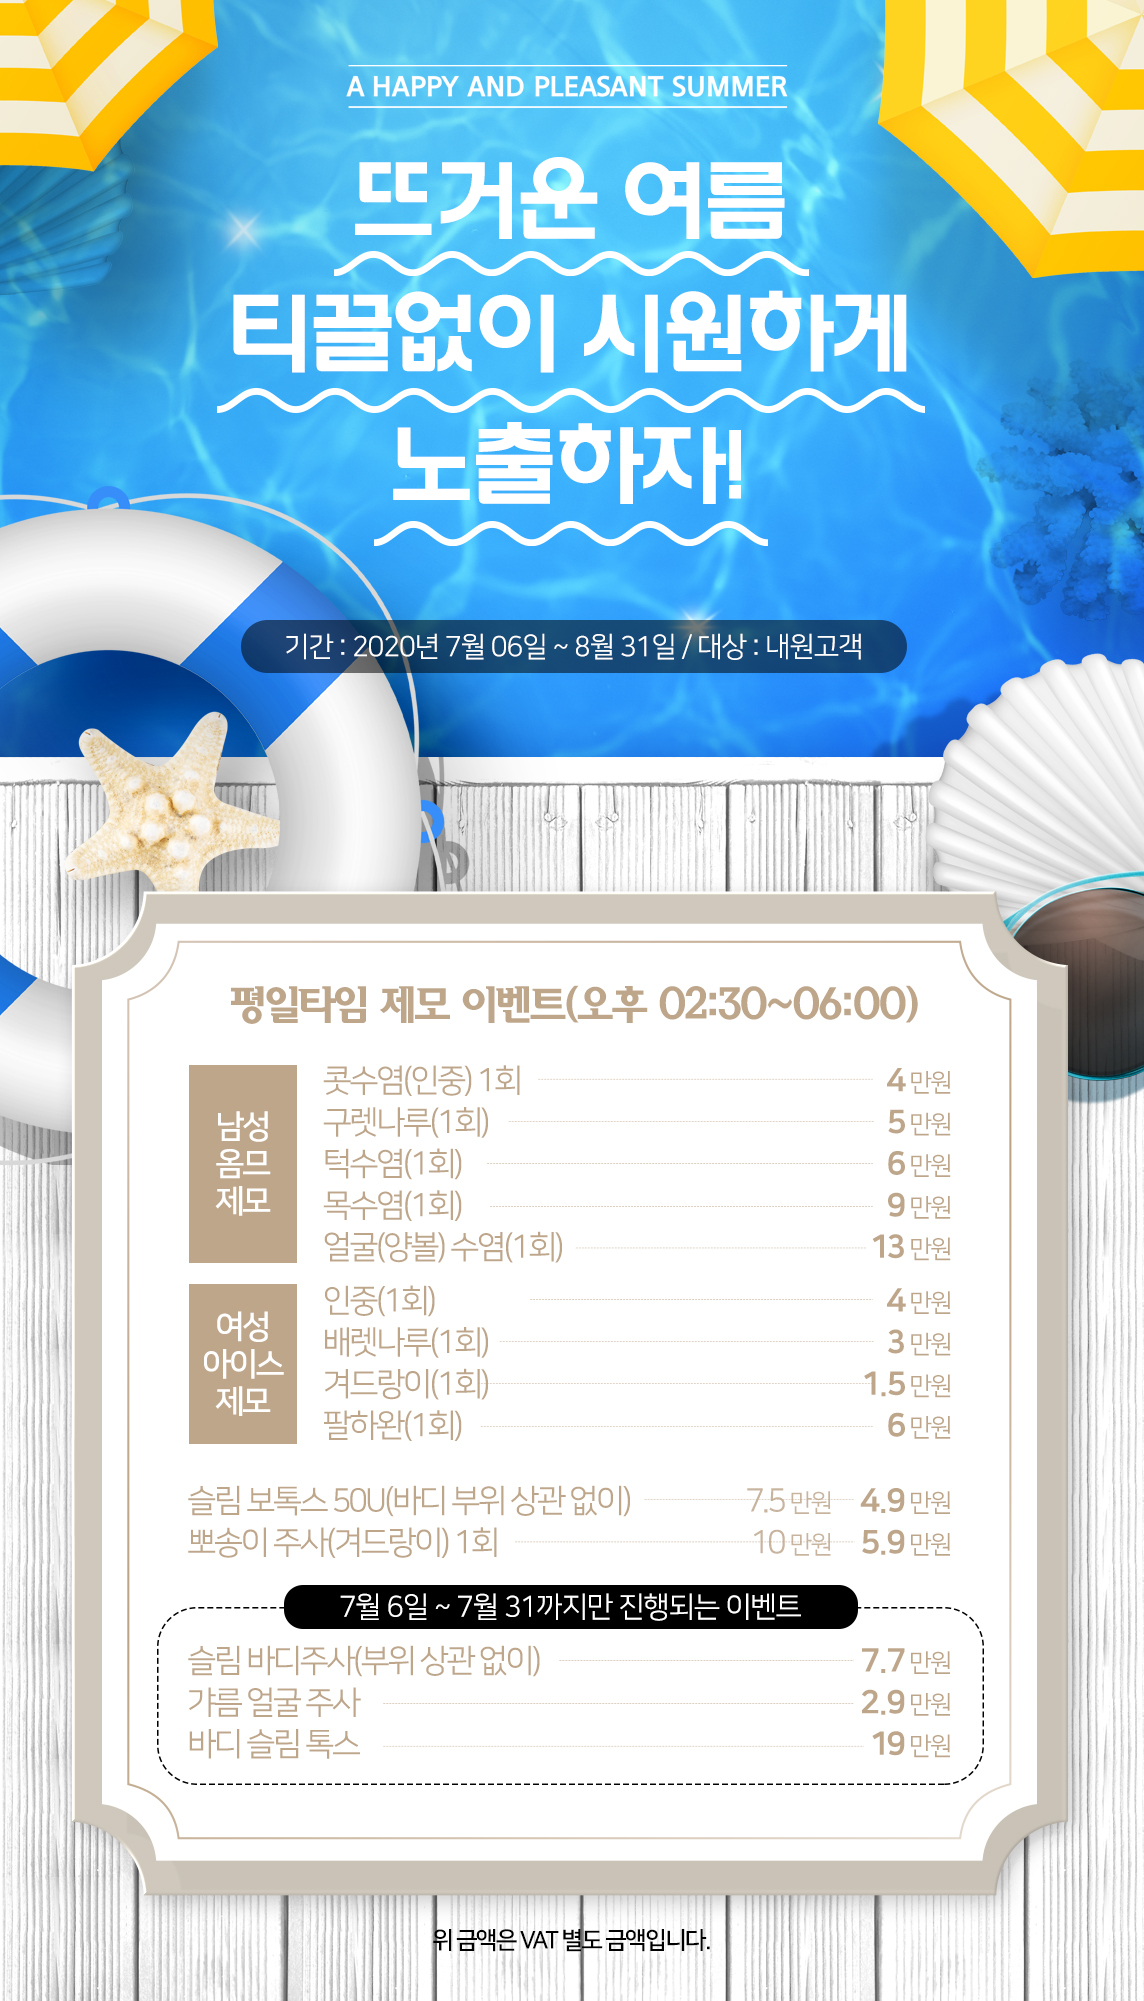 A HAPPY AND PLEASANT SUMMER
뜨거운 여름
티끌없이 시원하게
노출하자!
기간 : 2020년 7월 06일 ~ 8월 31일 / 대상 : 내원고객
평일타임 제모 이벤트(오후 02:30~06:00)
남성
옴므
제모
콧수염(인중) 1회 4 만원
구렛나루(1회) 5 만원
턱수염(1회) 6 만원
목수염(1회) 9 만원
얼굴(양볼) 수염(1회) 13 만원
여성
아이스
제모
인중(1회) 4 만원
배렛나루(1회) 3 만원
겨드랑이(1회) 1.5 만원
팔하완(1회) 6 만원
슬림 보톡스 50U(바디 부위 상관 없이) 7.5 만원 4.9 만원
뽀송이 주사(겨드랑이) 1회 10 만원 5.9 만원
7월 6일 ~ 7월 31까지만 진행되는 이벤트
슬림 바디주사(부위 상관 없이) 7.7 만원
갸름 얼굴 주사 2.9 만원
바디 슬림 톡스 19 만원
위 금액은 VAT 별도 금액입니다.